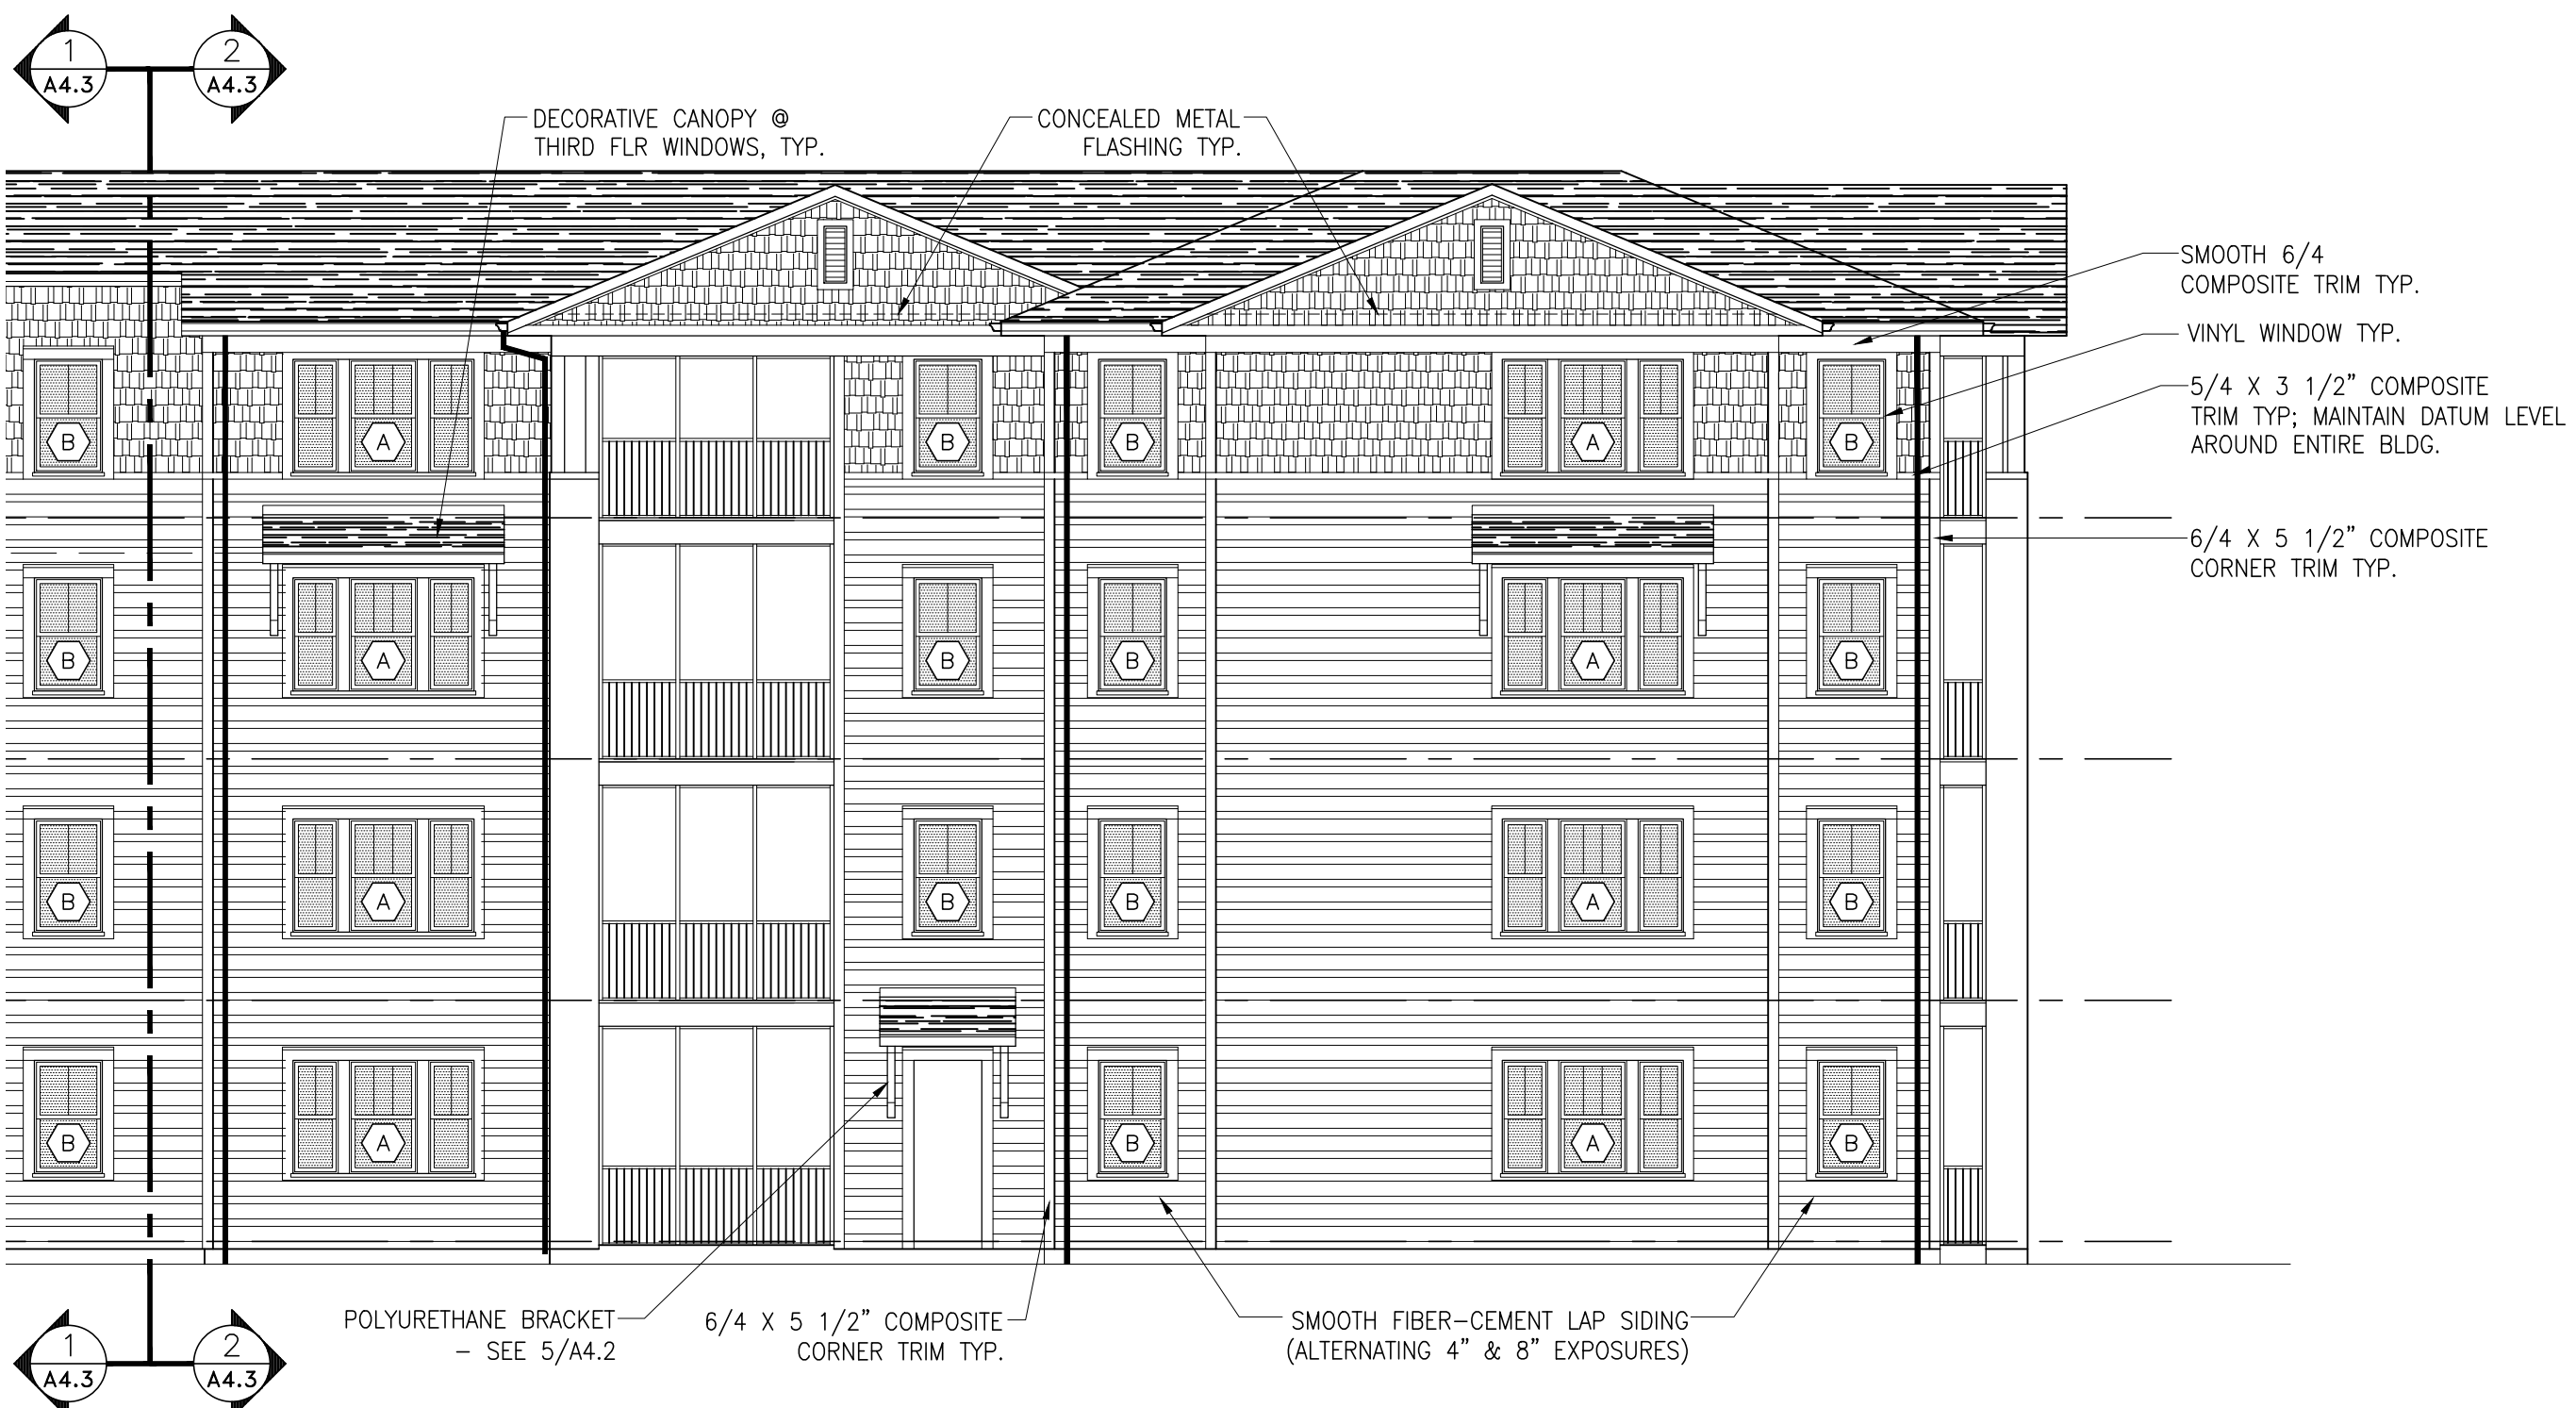 1
A4.3
2
A4.3
DECORATIVE CANOPY @
THIRD FLR WINDOWS, TYP.
CONCEALED METAL
FLASHING TYP.
SMOOTH 6/4
COMPOSITE TRIM TYP.
VINYL WINDOW TYP.
5/4 X 3 1/2" COMPOSITE
TRIM TYP; MAINTAIN DATUM LEVEL
AROUND ENTIRE BLDG.
6/4 X 5 1/2" COMPOSITE
CORNER TRIM TYP.
B A B B A B
B A B B A B
B A B B A B
B A B A B
POLYURETHANE BRACKET
- SEE 5/A4.2
6/4 X 5 1/2" COMPOSITE
CORNER TRIM TYP.
SMOOTH FIBER-CEMENT LAP SIDING
(ALTERNATING 4" & 8" EXPOSURES)
1
A4.3
2
A4.3